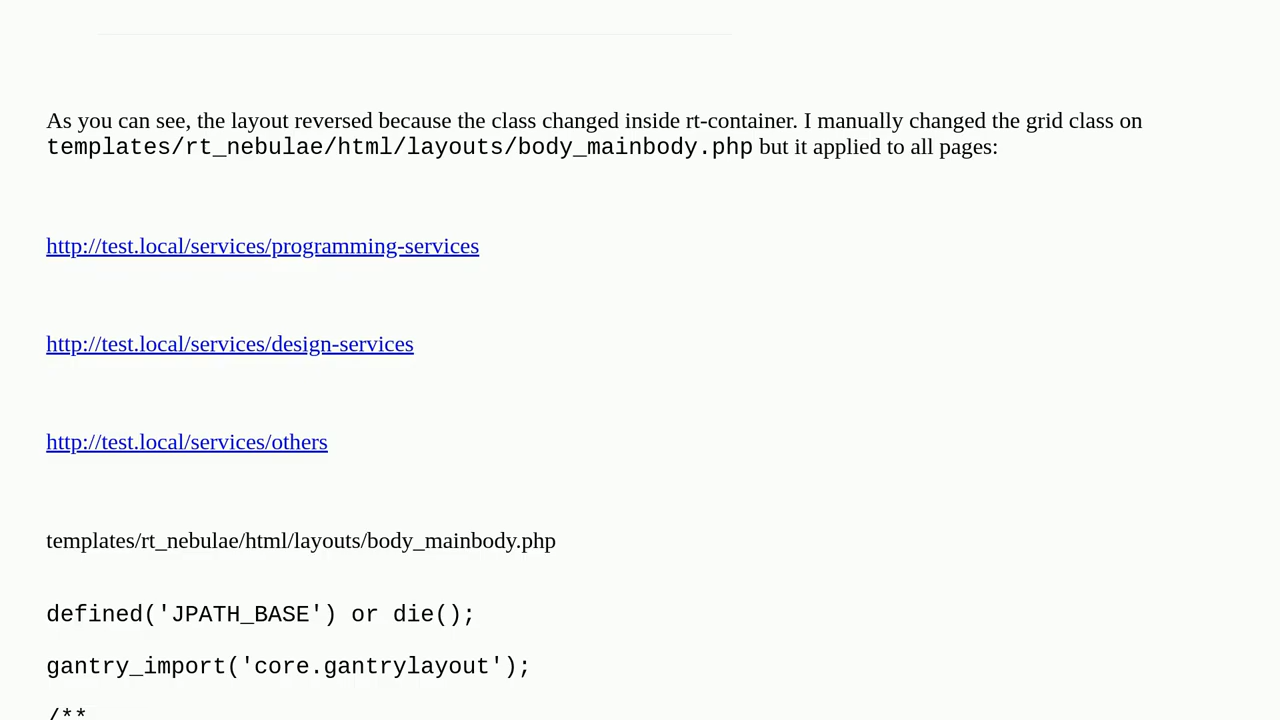 As you can see, the layout reversed because the class changed inside rt-container. I manually changed the grid class on
templates/rt_nebulae/html/layouts/body_mainbody.php but it applied to all pages:
http://test.local/services/programming-services
http://test.local/services/design-services
http://test.local/services/others
templates/rt_nebulae/html/layouts/body_mainbody.php
defined('JPATH_BASE') or die();
gantry_import('core.gantrylayout');
/**